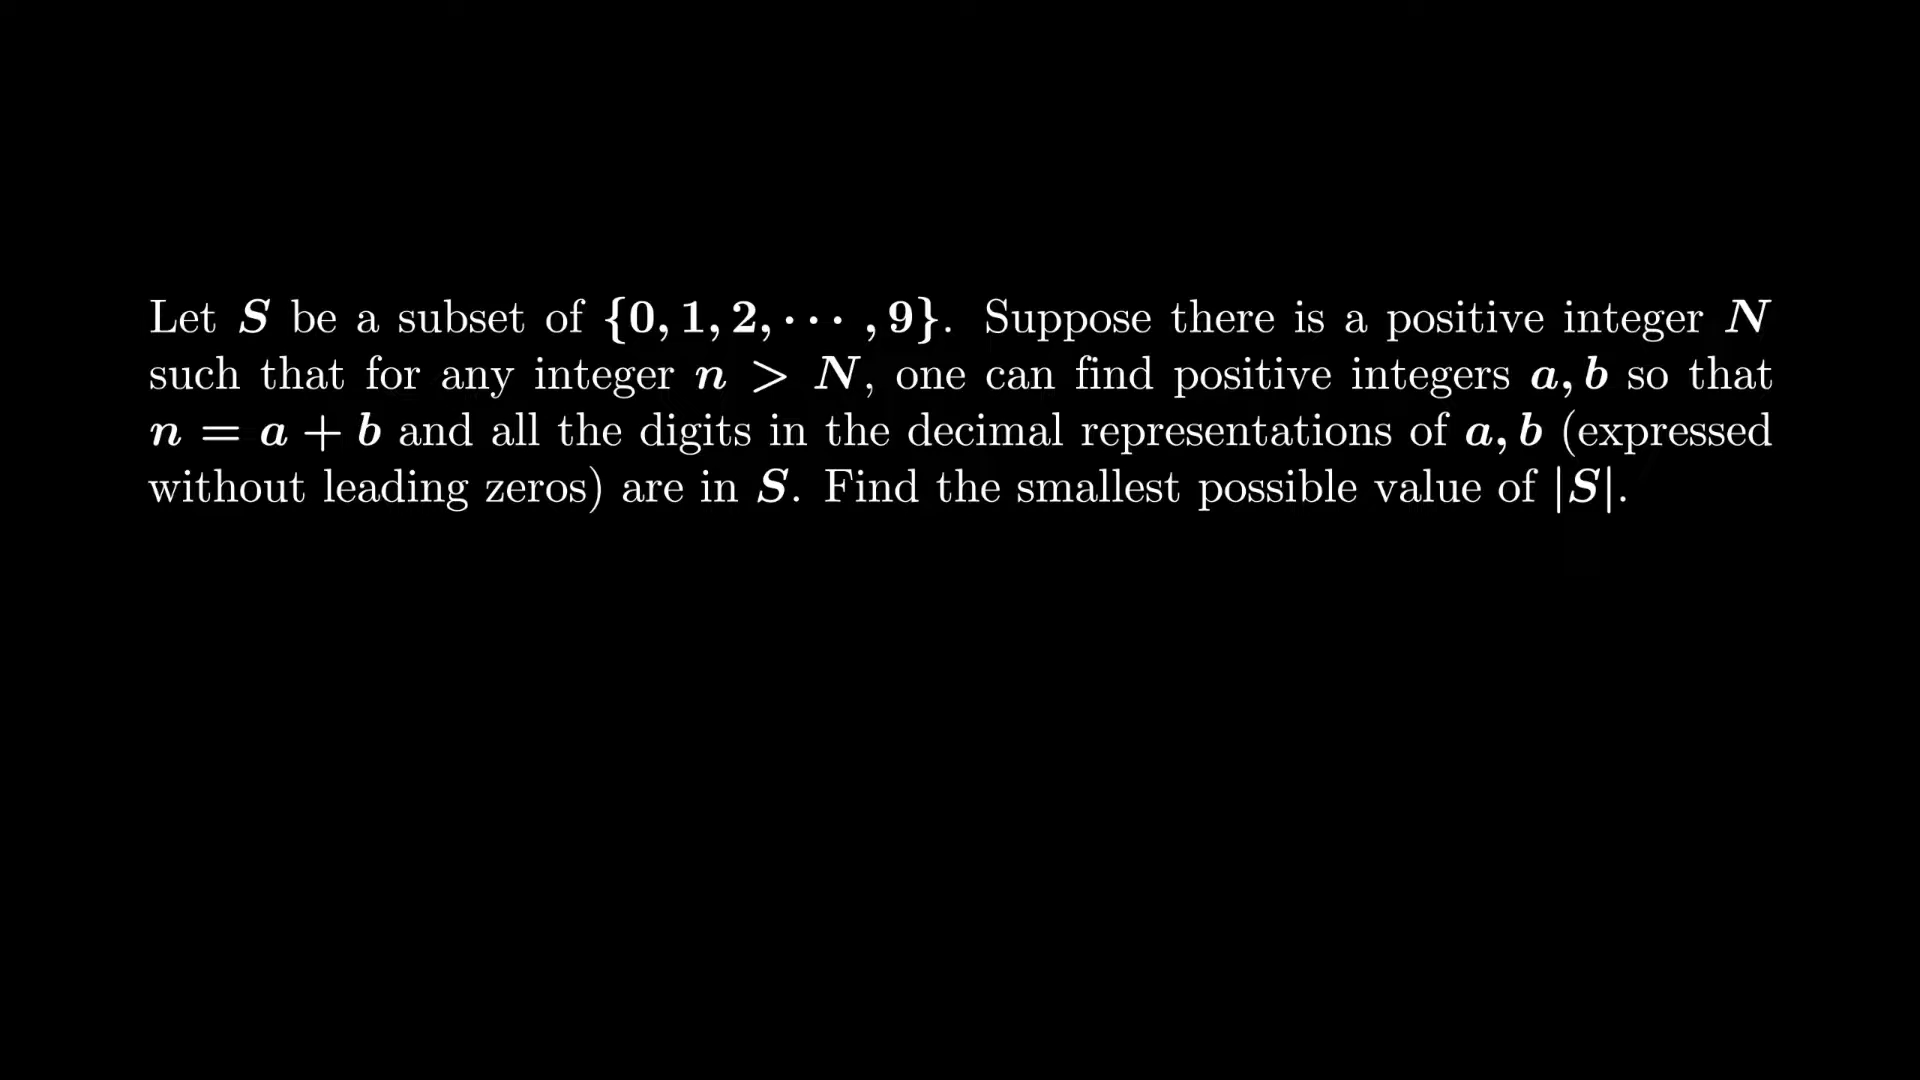 Let S be a subset of {0, 1, 2, ··· , 9}. Suppose there is a positive integer N
such that for any integer n > N, one can find positive integers a, b so that
n = a + b and all the digits in the decimal representations of a, b (expressed
without leading zeros) are in S. Find the smallest possible value of |S|.